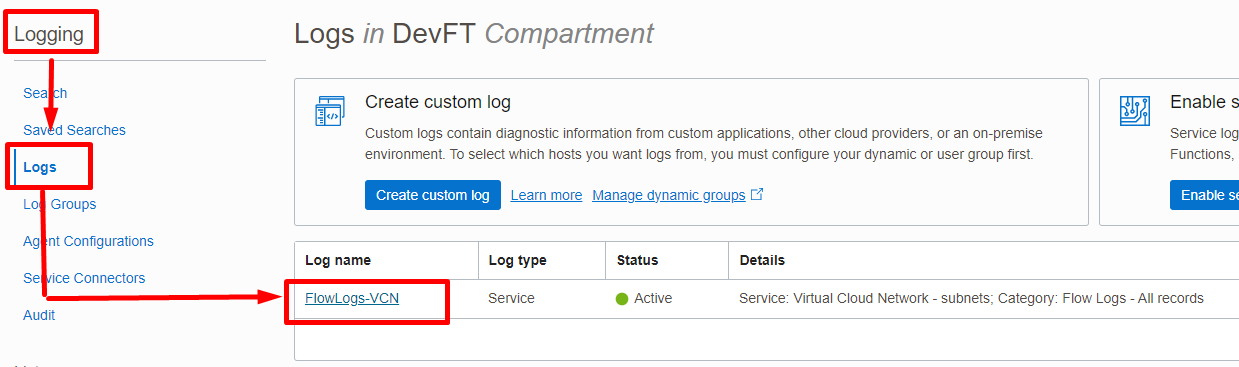 Logging
Search
Saved Searches
Logs
Log Groups
Agent Configurations
Service Connectors
Audit
Logs in DevFT Compartment
Create custom log
Custom logs contain diagnostic information from custom applications, other cloud providers, or an on-premise
environment. To select which hosts you want logs from, you must configure your dynamic or user group first.
Create custom log Learn more Manage dynamic groups
Enable s
Service log
Functions,
Enable se
Log name Log type Status Details
FlowLogs-VCN Service Active Service: Virtual Cloud Network - subnets; Category: Flow Logs - All records